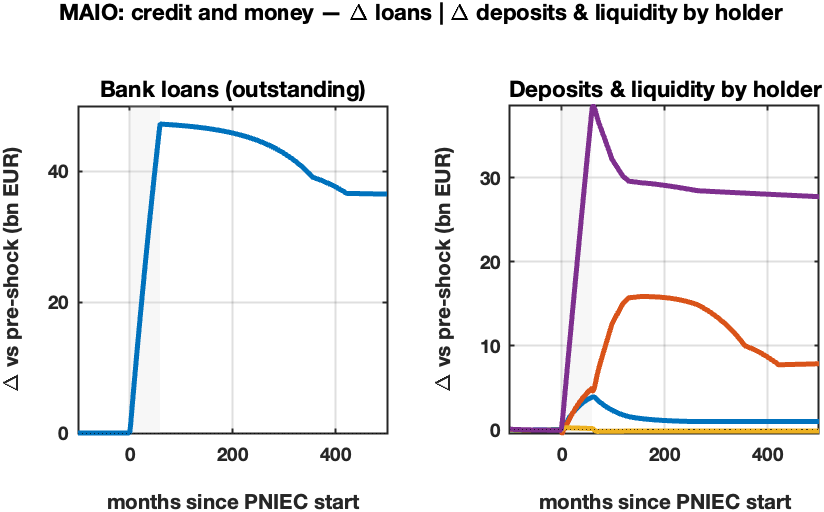 MAIO: credit and money — Δ loans | Δ deposits & liquidity by holder
Bank loans (outstanding)
Δ vs pre-shock (bn EUR)
40
20
0
0
200
400
months since PNIEC start
Deposits & liquidity by holder
Δ vs pre-shock (bn EUR)
30
20
10
0
0
200
400
months since PNIEC start